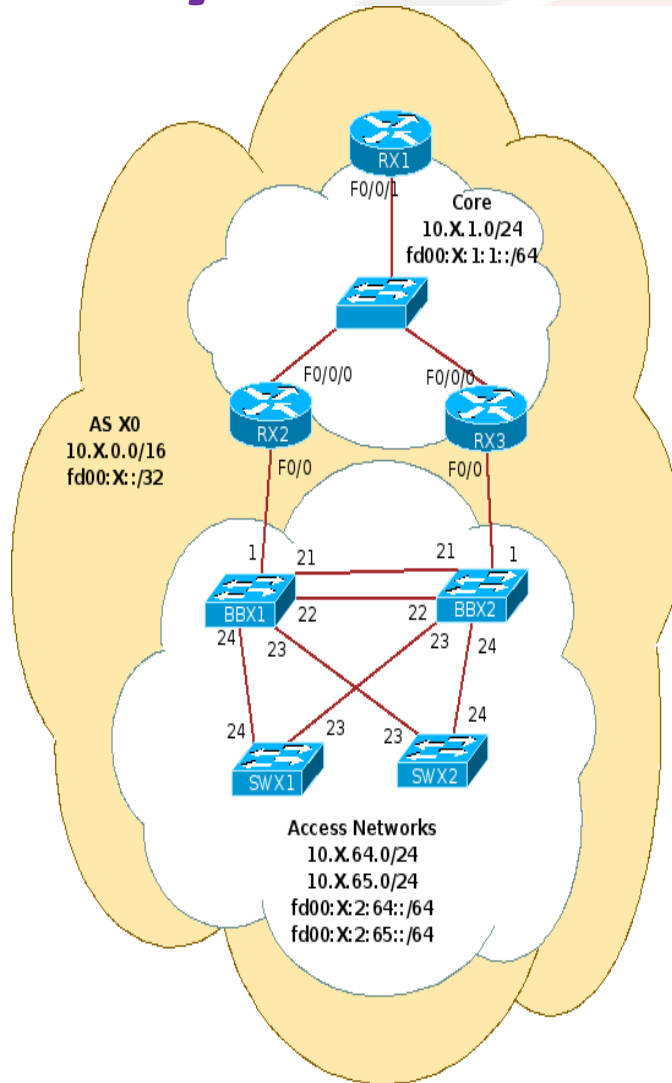 RX1
F0/0/1
Core
10.X.1.0/24
fd00:X:1:1::/64
F0/0/0
F0/0/0
RX2
RX3
AS X0
10.X.0.0/16
fd00:X::/32
F0/0
F0/0
1
21
21
1
BBX1
BBX2
22
22
24
23
23
24
24
23
23
24
SWX1
SWX2
Access Networks
10.X.64.0/24
10.X.65.0/24
fd00:X:2:64::/64
fd00:X:2:65::/64